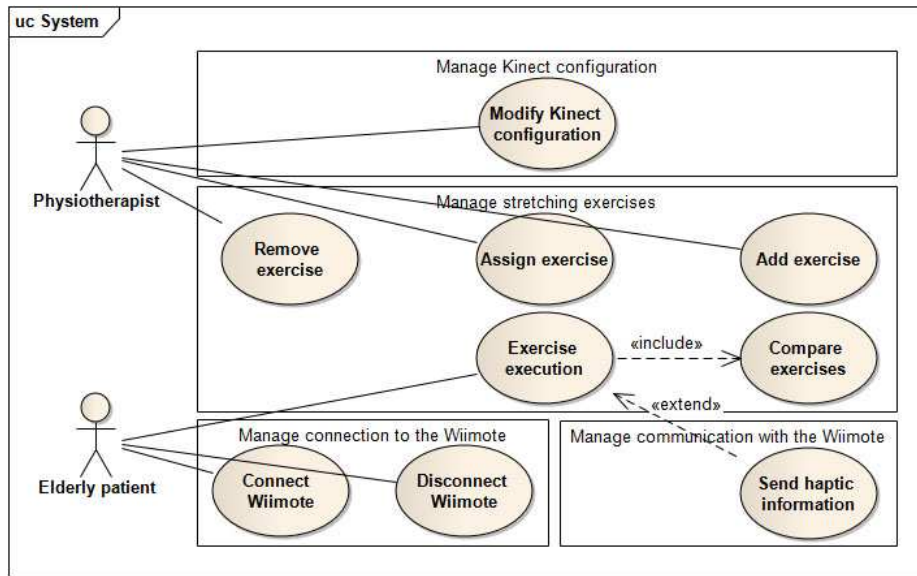 uc System
Manage Kinect configuration
Modify Kinect
configuration
Physiotherapist
Manage stretching exercises
Remove
exercise
Assign exercise
Add exercise
Exercise
execution
«include»
Compare
exercises
«extend»
Elderly patient
Manage connection to the Wiimote
Connect
Wiimote
Disconnect
Wiimote
Manage communication with the Wiimote
Send haptic
information